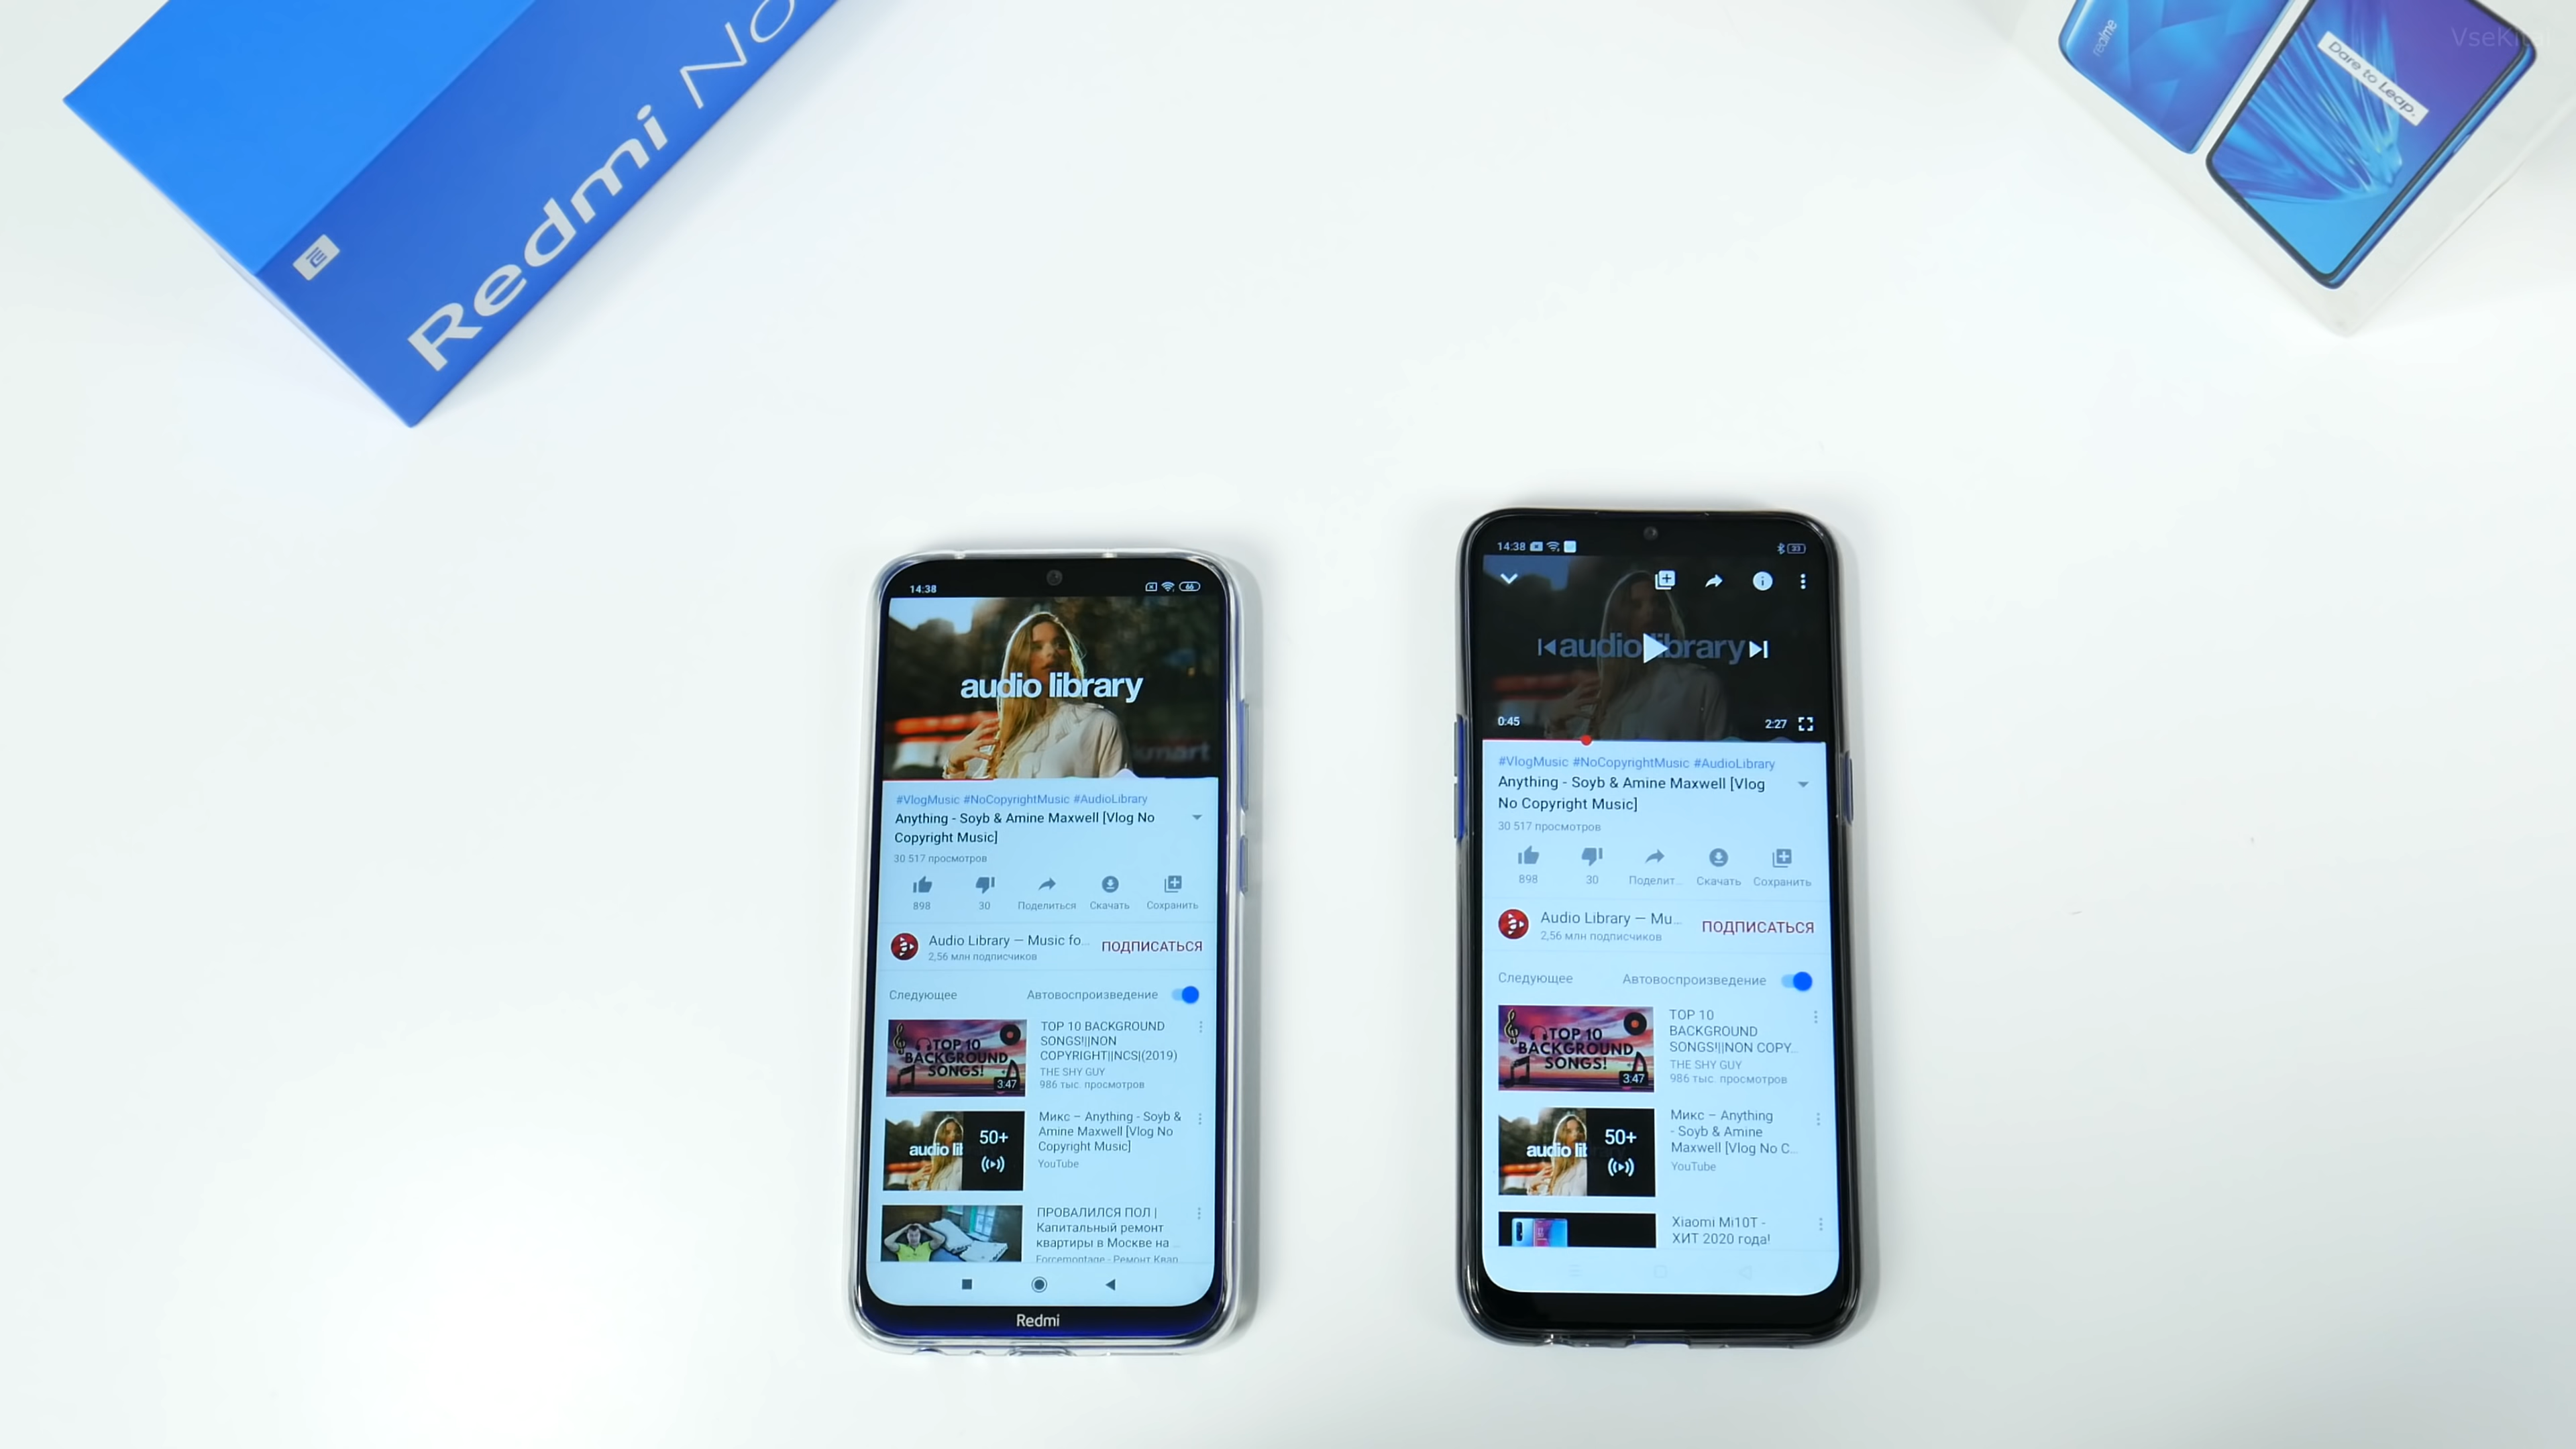 Redmi No
realme
Dare to Leap.
14:38
66
audio library
#VlogMusic #NoCopyrightMusic #AudioLibrary
Anything - Soyb & Amine Maxwell [Vlog No
Copyright Music]
30 517 просмотров
898
30
Поделиться
Скачать
Сохранить
Audio Library — Music fo...
2,56 млн подписчиков
ПОДПИСАТЬСЯ
Следующее
Автовоспроизведение
TOP 10
BACKGROUND
SONGS!
3:47
TOP 10 BACKGROUND
SONGS!||NON
COPYRIGHT||NCS|(2019)
THE SHY GUY
986 тыс. просмотров
audio lib
50+
Микс – Anything - Soyb &
Amine Maxwell [Vlog No
Copyright Music]
YouTube
ПРОВАЛИЛСЯ ПОЛ |
Капитальный ремонт
квартиры в Москве на ...
Forcemontage - Ремонт Квар
Redmi
14:38
33
audio library
0:45
2:27
#VlogMusic #NoCopyrightMusic #AudioLibrary
Anything - Soyb & Amine Maxwell [Vlog
No Copyright Music]
30 517 просмотров
898
30
Поделит...
Скачать
Сохранить
Audio Library — Mu...
2,56 млн подписчиков
ПОДПИСАТЬСЯ
Следующее
Автовоспроизведение
TOP 10
BACKGROUND
SONGS!
3:47
TOP 10
BACKGROUND
SONGS!||NON COPY...
THE SHY GUY
986 тыс. просмотров
audio lib
50+
Микс – Anything
- Soyb & Amine
Maxwell [Vlog No C...
YouTube
Xiaomi Mi10T -
ХИТ 2020 года!